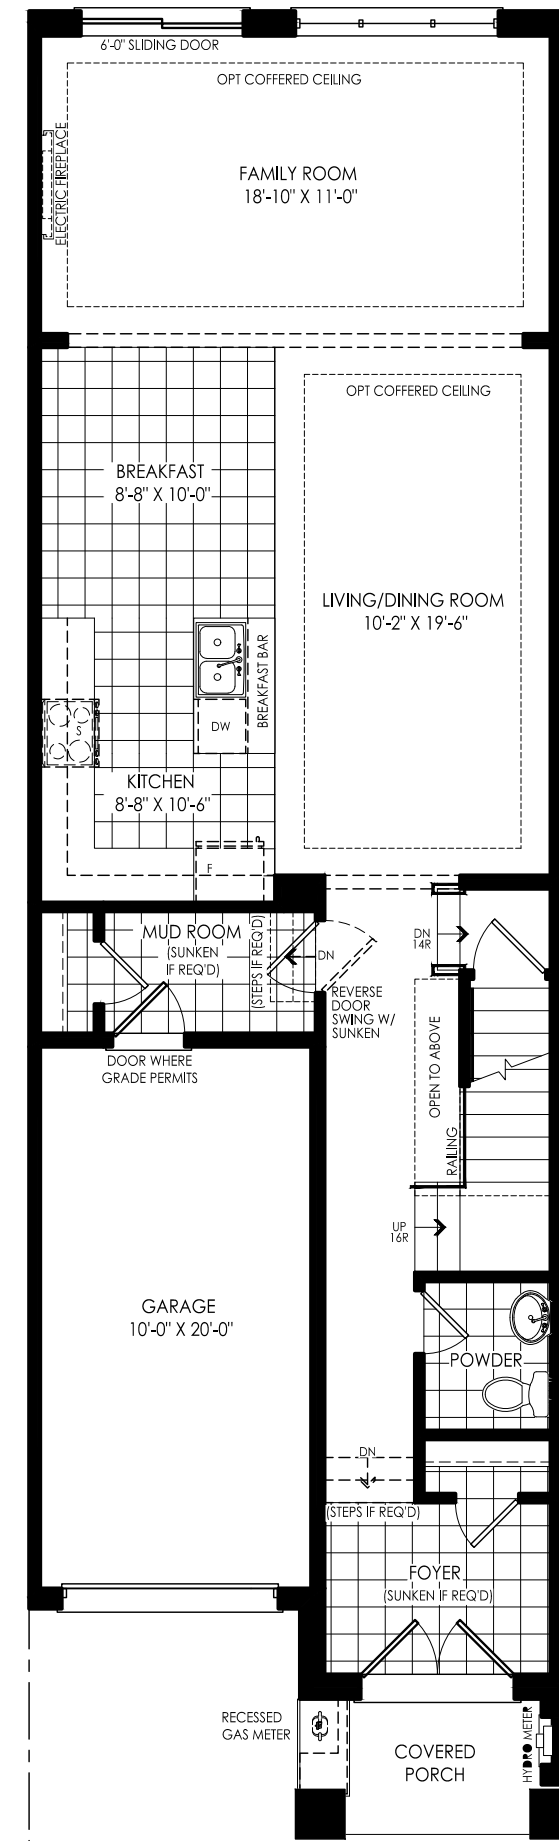 6'-0" SLIDING DOOR
OPT COFFERED CEILING
ELECTRIC FIREPLACE
FAMILY ROOM
18'-10" X 11'-0"
OPT COFFERED CEILING
BREAKFAST
8'-8" X 10'-0"
LIVING/DINING ROOM
10'-2" X 19'-6"
BREAKFAST BAR
S
DW
KITCHEN
8'-8" X 10'-6"
F
MUD ROOM
(SUNKEN
IF REQ'D)
(STEPS IF REQ'D)
DN
DN
14R
REVERSE
DOOR
SWING W/
SUNKEN
DOOR WHERE
GRADE PERMITS
OPEN TO ABOVE
RAILING
UP
16R
GARAGE
10'-0" X 20'-0"
POWDER
DN
(STEPS IF REQ'D)
FOYER
(SUNKEN IF REQ'D)
RECESSED
GAS METER
HYDRO METER
COVERED
PORCH